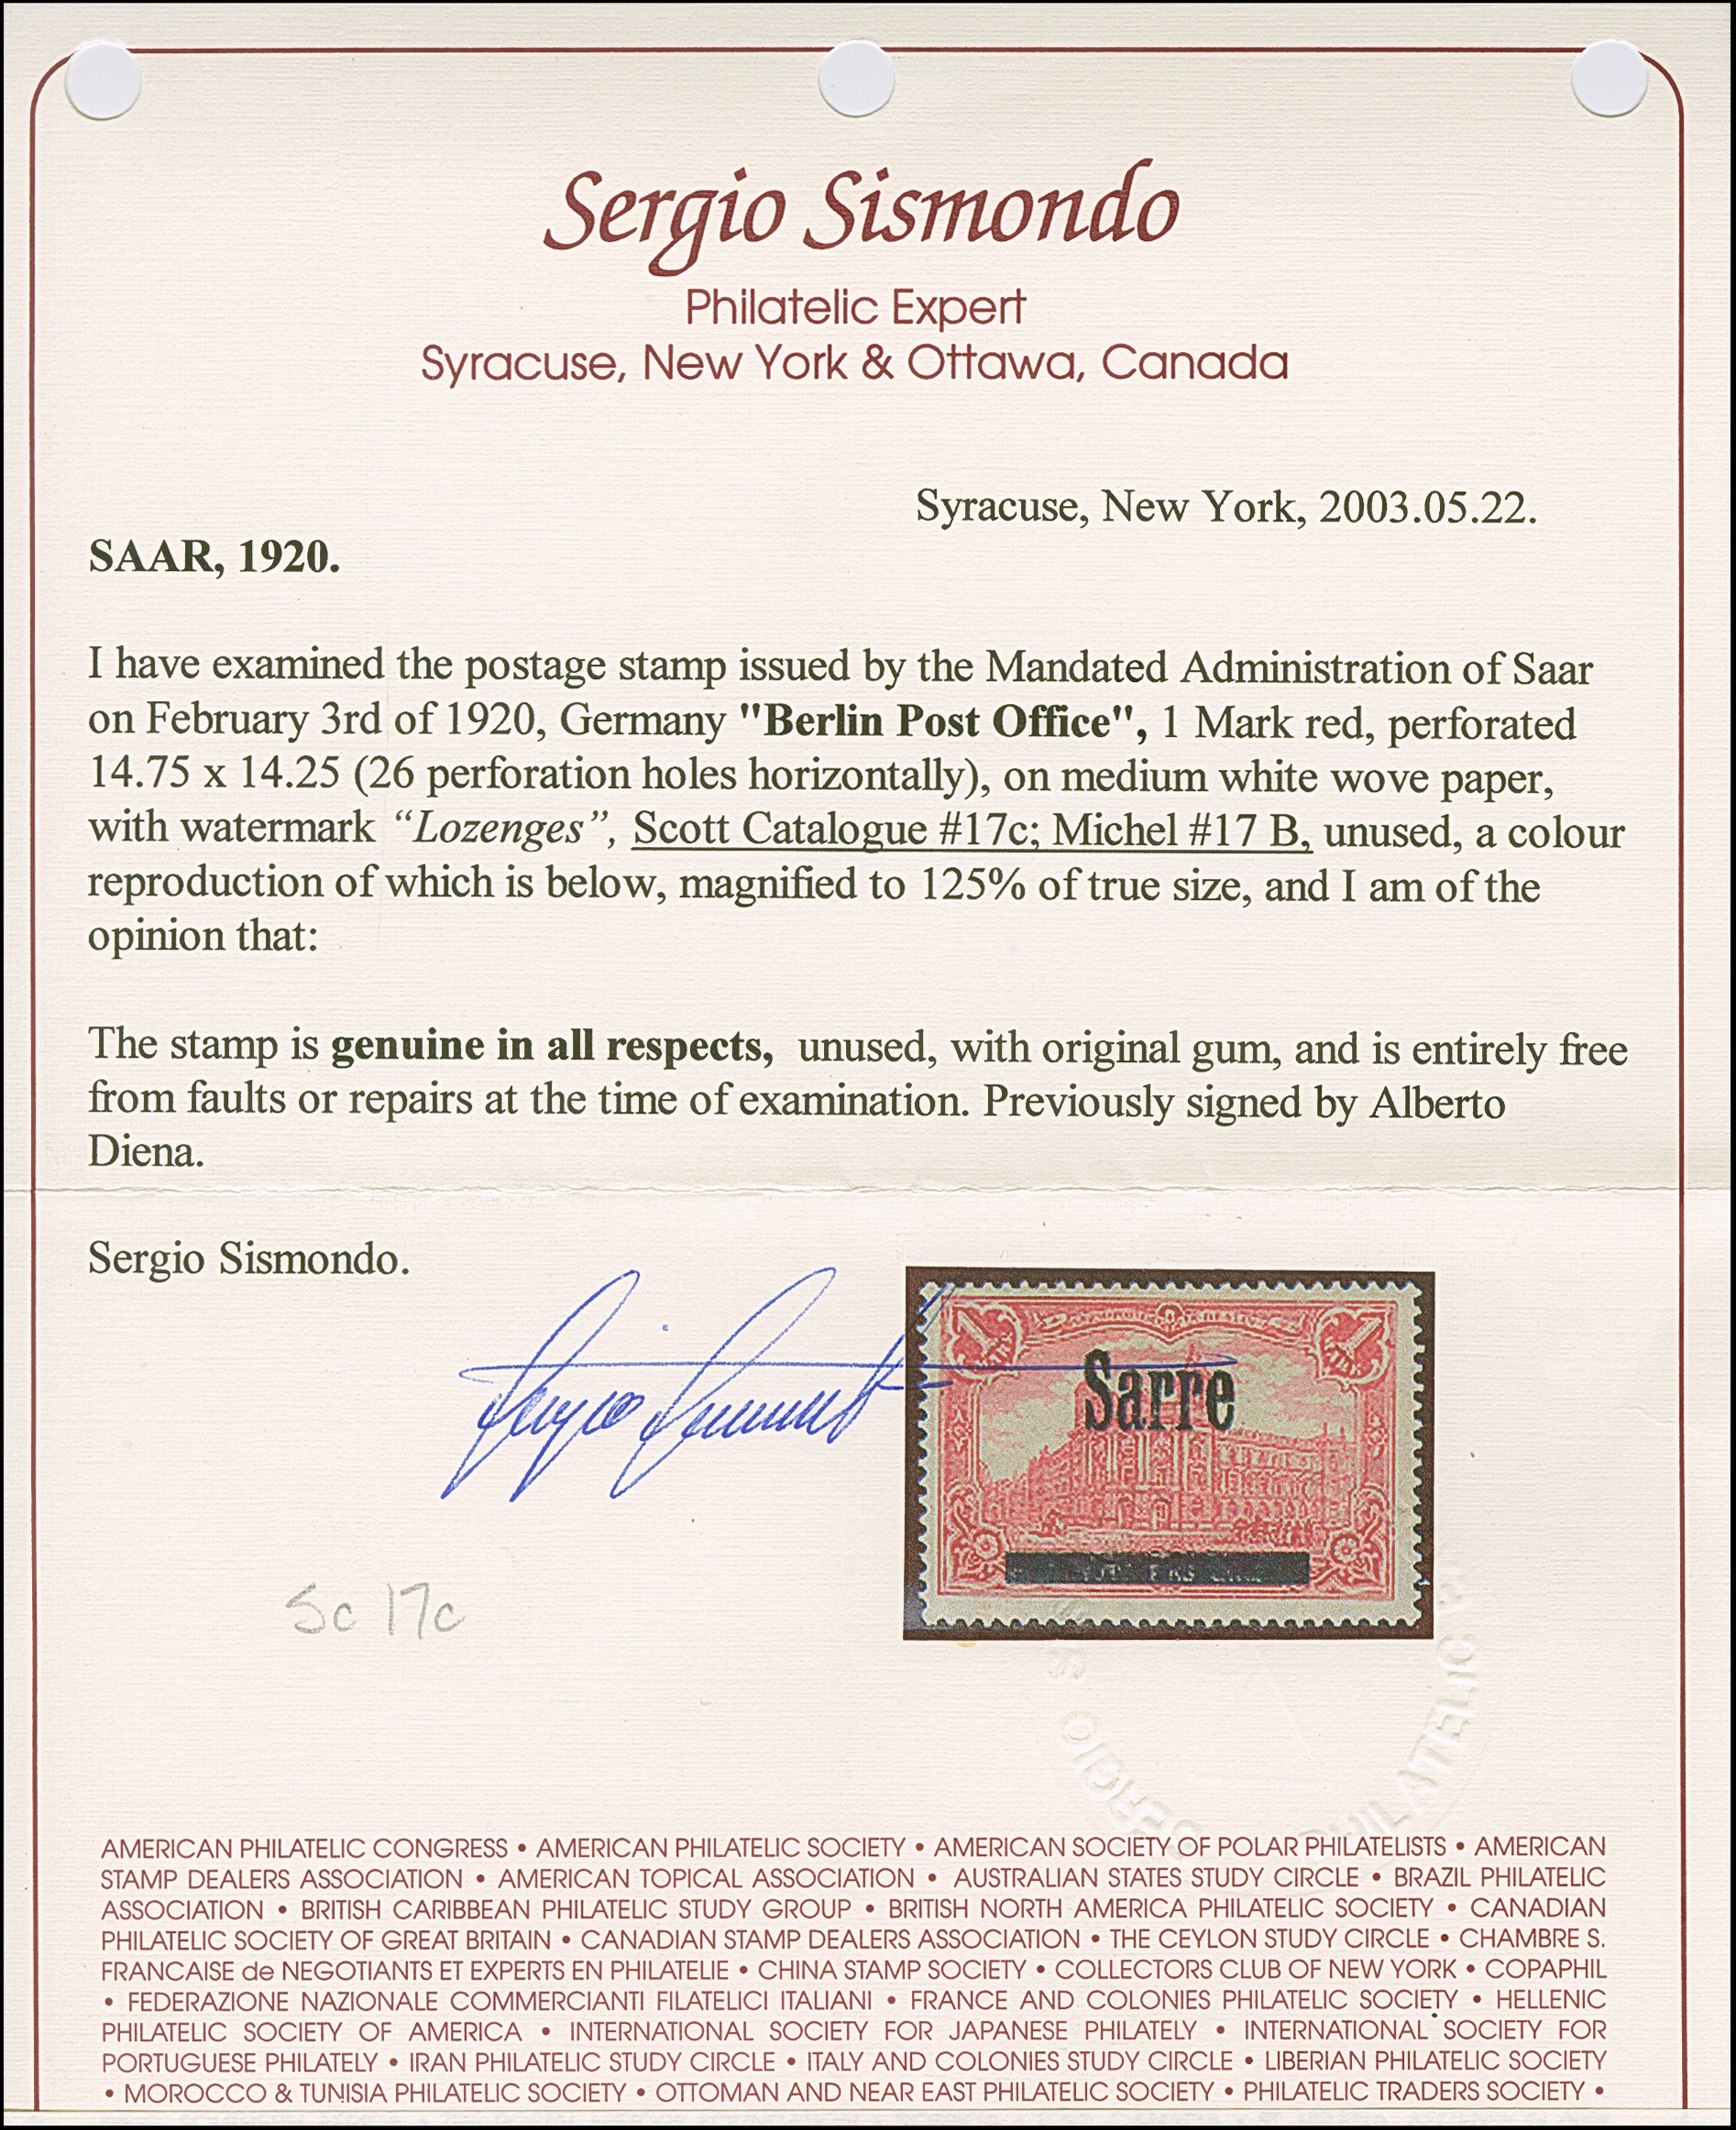 Sergio Sismondo
Philatelic Expert
Syracuse, New York & Ottawa, Canada
Syracuse, New York, 2003.05.22.
SAAR, 1920.
I have examined the postage stamp issued by the Mandated Administration of Saar
on February 3rd of 1920, Germany "Berlin Post Office", 1 Mark red, perforated
14.75 x 14.25 (26 perforation holes horizontally), on medium white wove paper,
with watermark “Lozenges”, Scott Catalogue #17c; Michel #17 B, unused, a colour
reproduction of which is below, magnified to 125% of true size, and I am of the
opinion that:
The stamp is genuine in all respects, unused, with original gum, and is entirely free
from faults or repairs at the time of examination. Previously signed by Alberto
Diena.
Sergio Sismondo.
Sergio Sismondo
Sarre
Sc 17c
SERGIO S
PHILATELIC
AMERICAN PHILATELIC CONGRESS • AMERICAN PHILATELIC SOCIETY • AMERICAN SOCIETY OF POLAR PHILATELISTS • AMERICAN
STAMP DEALERS ASSOCIATION • AMERICAN TOPICAL ASSOCIATION • AUSTRALIAN STATES STUDY CIRCLE • BRAZIL PHILATELIC
ASSOCIATION • BRITISH CARIBBEAN PHILATELIC STUDY GROUP • BRITISH NORTH AMERICA PHILATELIC SOCIETY • CANADIAN
PHILATELIC SOCIETY OF GREAT BRITAIN • CANADIAN STAMP DEALERS ASSOCIATION • THE CEYLON STUDY CIRCLE • CHAMBRE S.
FRANCAISE de NEGOTIANTS ET EXPERTS EN PHILATELIE • CHINA STAMP SOCIETY • COLLECTORS CLUB OF NEW YORK • COPAPHIL
• FEDERAZIONE NAZIONALE COMMERCIANTI FILATELICI ITALIANI • FRANCE AND COLONIES PHILATELIC SOCIETY • HELLENIC
PHILATELIC SOCIETY OF AMERICA • INTERNATIONAL SOCIETY FOR JAPANESE PHILATELY • INTERNATIONAL SOCIETY FOR
PORTUGUESE PHILATELY • IRAN PHILATELIC STUDY CIRCLE • ITALY AND COLONIES STUDY CIRCLE • LIBERIAN PHILATELIC SOCIETY
• MOROCCO & TUNISIA PHILATELIC SOCIETY • OTTOMAN AND NEAR EAST PHILATELIC SOCIETY • PHILATELIC TRADERS SOCIETY •